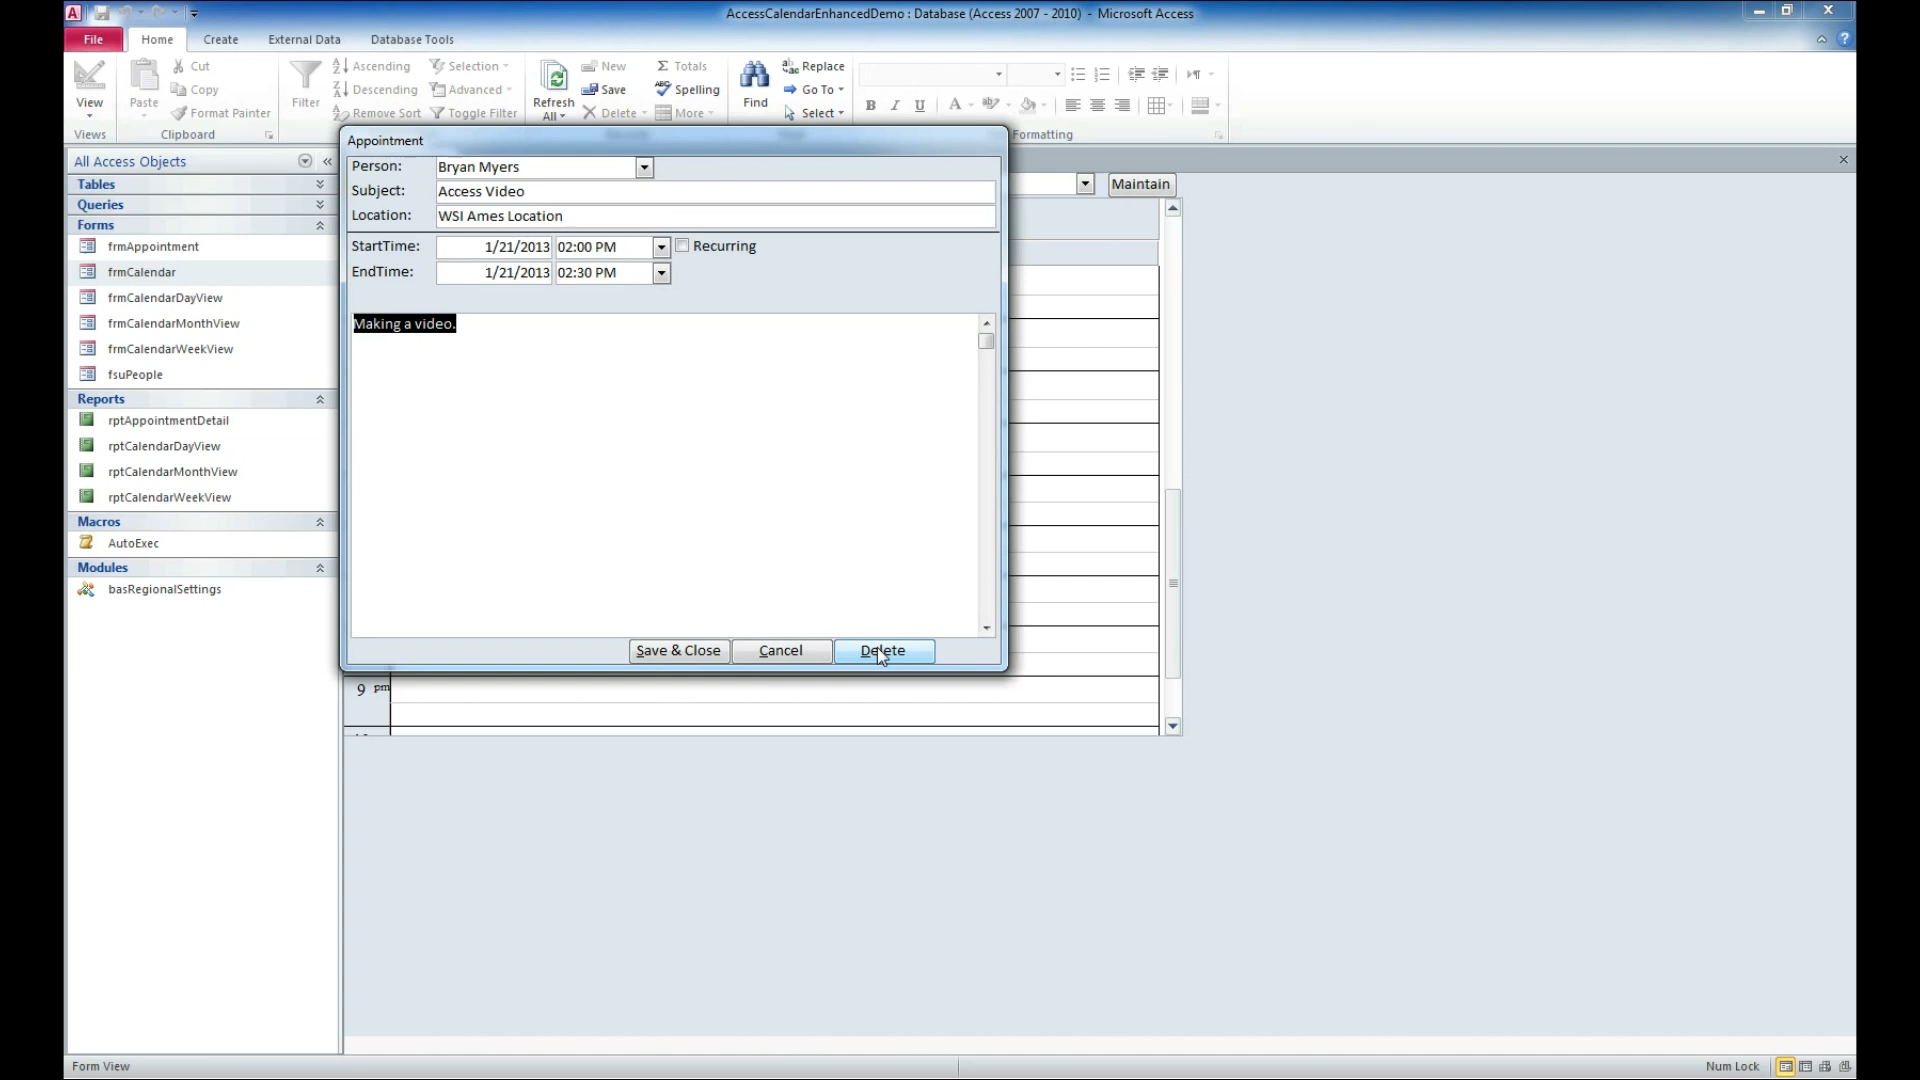 AccessCalendarEnhancedDemo : Database (Access 2007 - 2010) - Microsoft Access
File Home Create External Data Database Tools
View
Views
Paste
Cut
Copy
Format Painter
Clipboard
Filter
Ascending
Descending
Remove Sort
Selection
Advanced
Toggle Filter
Refresh
All
New
Save
Delete
Totals
Spelling
More
Find
Replace
Go To
Select
B I U
Formatting
All Access Objects
Tables
Queries
Forms
frmAppointment
frmCalendar
frmCalendarDayView
frmCalendarMonthView
frmCalendarWeekView
fsuPeople
Reports
rptAppointmentDetail
rptCalendarDayView
rptCalendarMonthView
rptCalendarWeekView
Macros
AutoExec
Modules
basRegionalSettings
Appointment
Person: Bryan Myers
Subject: Access Video
Location: WSI Ames Location
StartTime: 1/21/2013 02:00 PM Recurring
EndTime: 1/21/2013 02:30 PM
Making a video.
Save & Close Cancel Delete
Maintain
9 pm
Form View
Num Lock